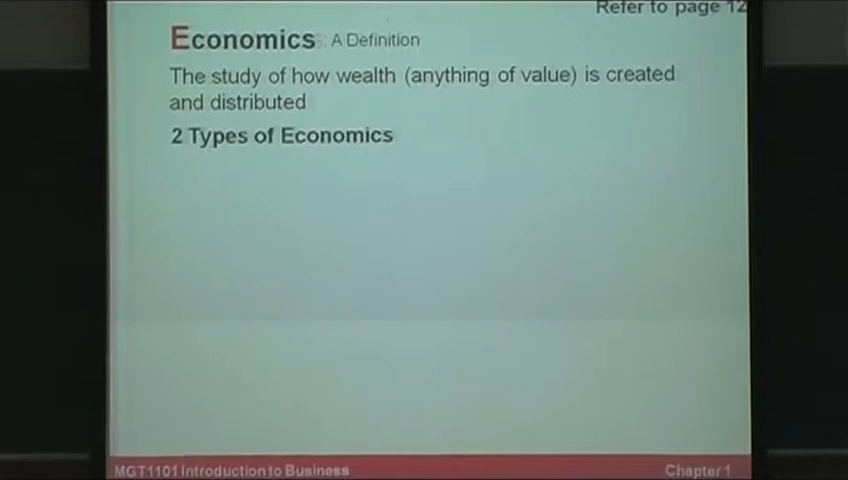 Refer to page 12
Economics : A Definition
The study of how wealth (anything of value) is created
and distributed
2 Types of Economics
MGT1101 Introduction to Business
Chapter 1